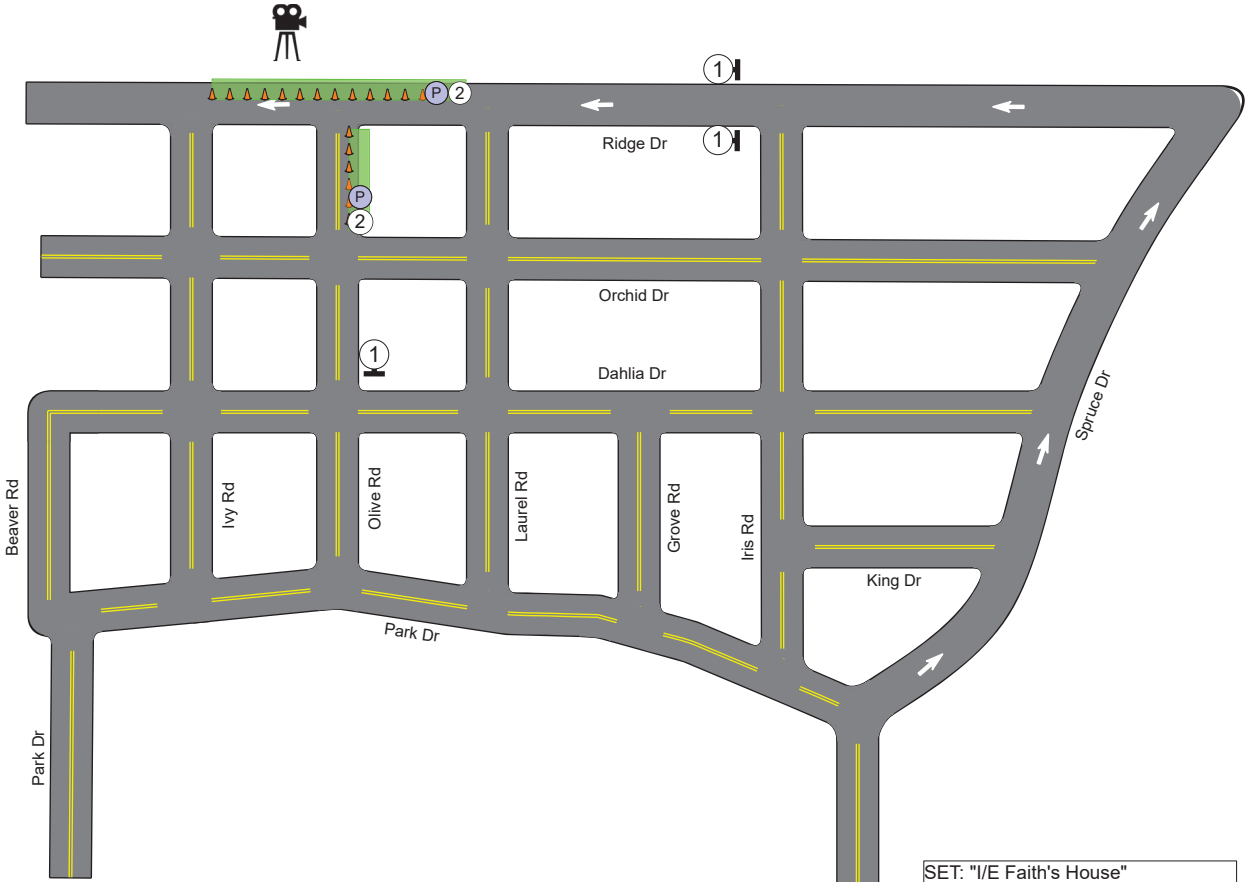 1
P
2
1
Ridge Dr
P
2
Orchid Dr
1
Dahlia Dr
Spruce Dr
Beaver Rd
Ivy Rd
Olive Rd
Laurel Rd
Grove Rd
Iris Rd
King Dr
Park Dr
Park Dr
SET: "I/E Faith's House"